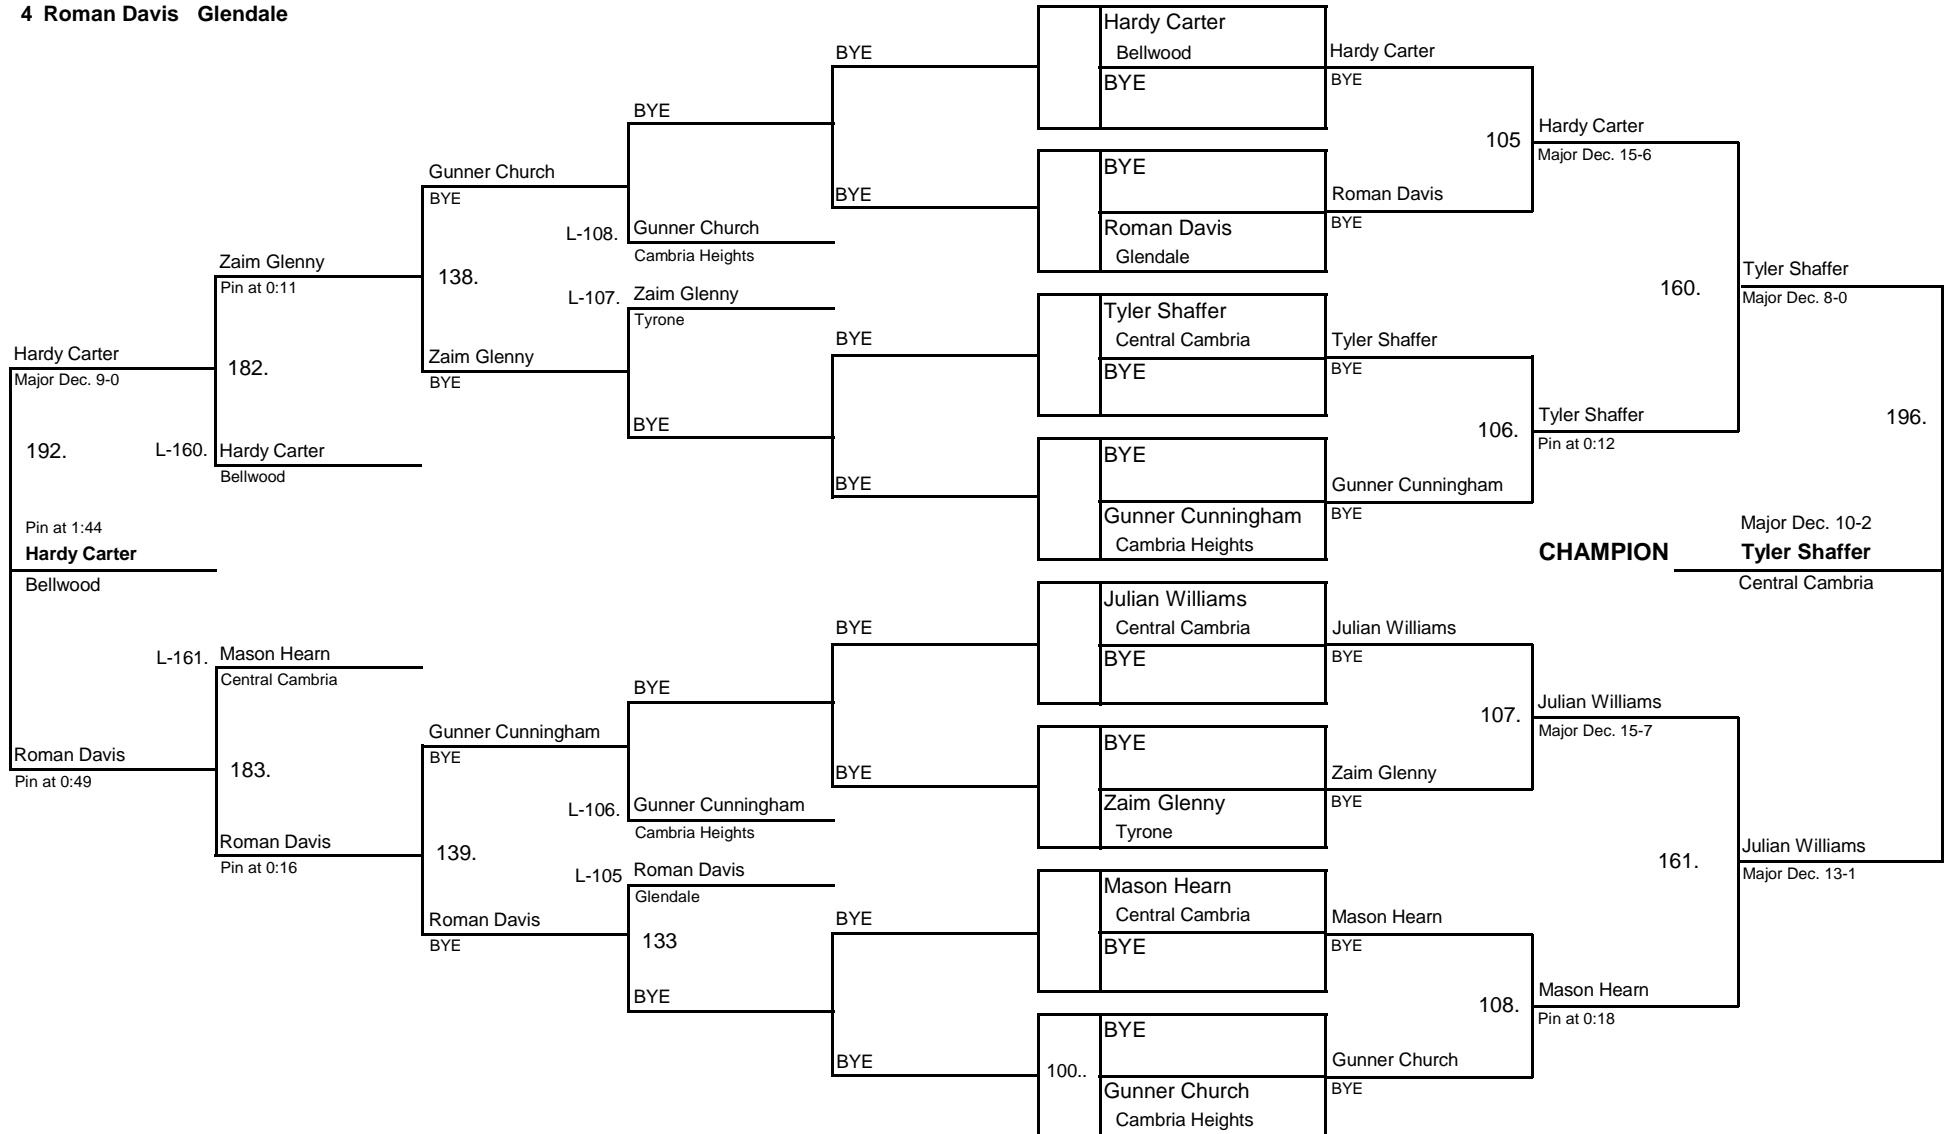 4 Roman Davis Glendale
Hardy Carter
Bellwood
BYE
BYE
Roman Davis
Glendale
Tyler Shaffer
Central Cambria
BYE
BYE
Gunner Cunningham
Cambria Heights
Julian Williams
Central Cambria
BYE
BYE
Zaim Glenny
Tyrone
Mason Hearn
Central Cambria
BYE
100..
BYE
Gunner Church
Cambria Heights
Hardy Carter
BYE
105
Roman Davis
BYE
Tyler Shaffer
BYE
106.
Gunner Cunningham
BYE
Julian Williams
BYE
107.
Zaim Glenny
BYE
Mason Hearn
BYE
108.
Gunner Church
BYE
Hardy Carter
Major Dec. 15-6
160.
Tyler Shaffer
Pin at 0:12
Julian Williams
Major Dec. 15-7
161.
Mason Hearn
Pin at 0:18
Tyler Shaffer
Major Dec. 8-0
196.
Major Dec. 10-2
CHAMPION Tyler Shaffer
Central Cambria
Julian Williams
Major Dec. 13-1
BYE
BYE
BYE
BYE
BYE
BYE
BYE
BYE
BYE
L-108. Gunner Church
Cambria Heights
L-107. Zaim Glenny
Tyrone
BYE
BYE
L-106. Gunner Cunningham
Cambria Heights
L-105 Roman Davis
Glendale
133
BYE
Gunner Church
BYE
138.
Zaim Glenny
BYE
Gunner Cunningham
BYE
139.
Roman Davis
BYE
Zaim Glenny
Pin at 0:11
182.
L-160. Hardy Carter
Bellwood
L-161. Mason Hearn
Central Cambria
183.
Roman Davis
Pin at 0:16
Hardy Carter
Major Dec. 9-0
192.
Pin at 1:44
Hardy Carter
Bellwood
Roman Davis
Pin at 0:49